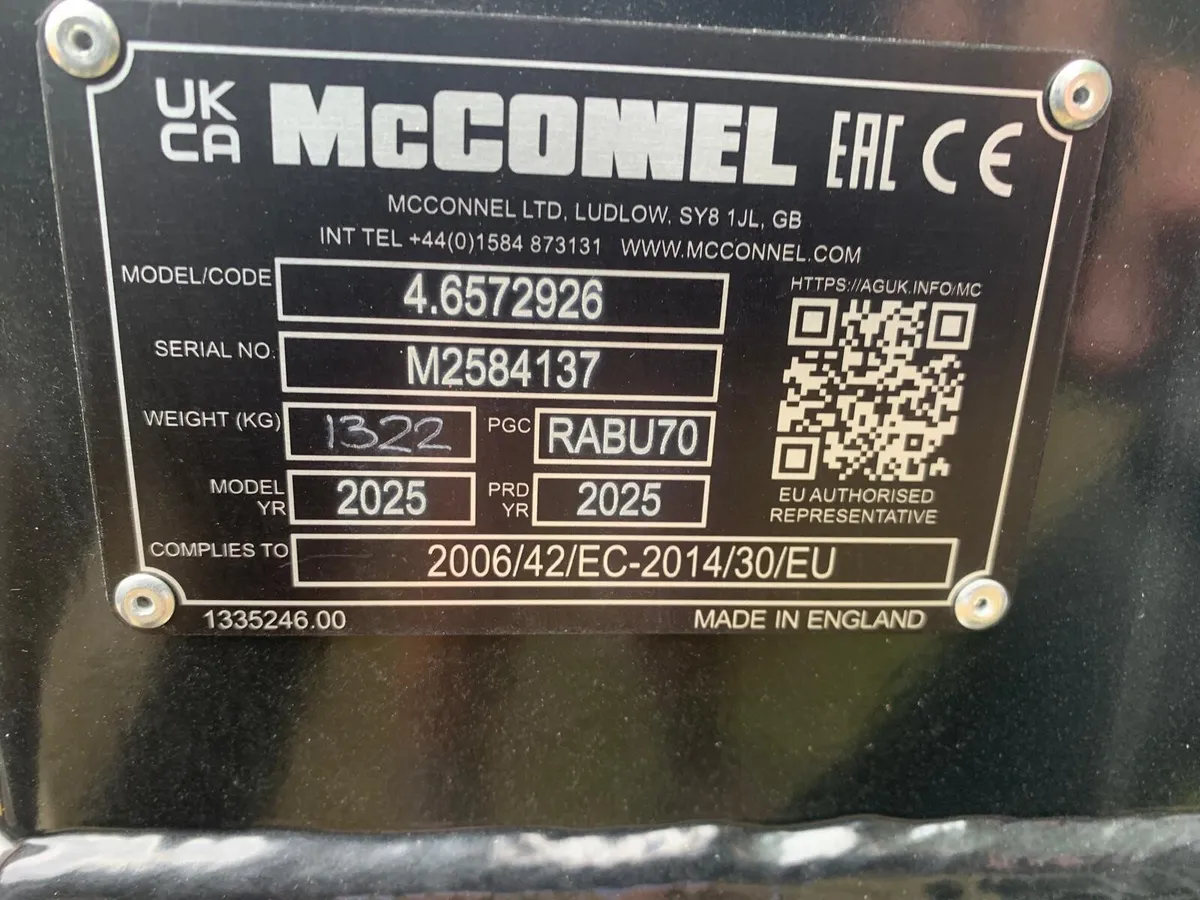 UK
CA
McCONNEL
EAC CE
MCCONNEL LTD, LUDLOW, SY8 1JL, GB
INT TEL +44(0)1584 873131 WWW.MCCONNEL.COM
HTTPS://AGUK.INFO/MC
MODEL/CODE 4.6572926
SERIAL NO. M2584137
WEIGHT (KG) 1322 PGC RABU70
MODEL YR 2025 PRD YR 2025
EU AUTHORISED
REPRESENTATIVE
COMPLIES TO 2006/42/EC-2014/30/EU
1335246.00 MADE IN ENGLAND